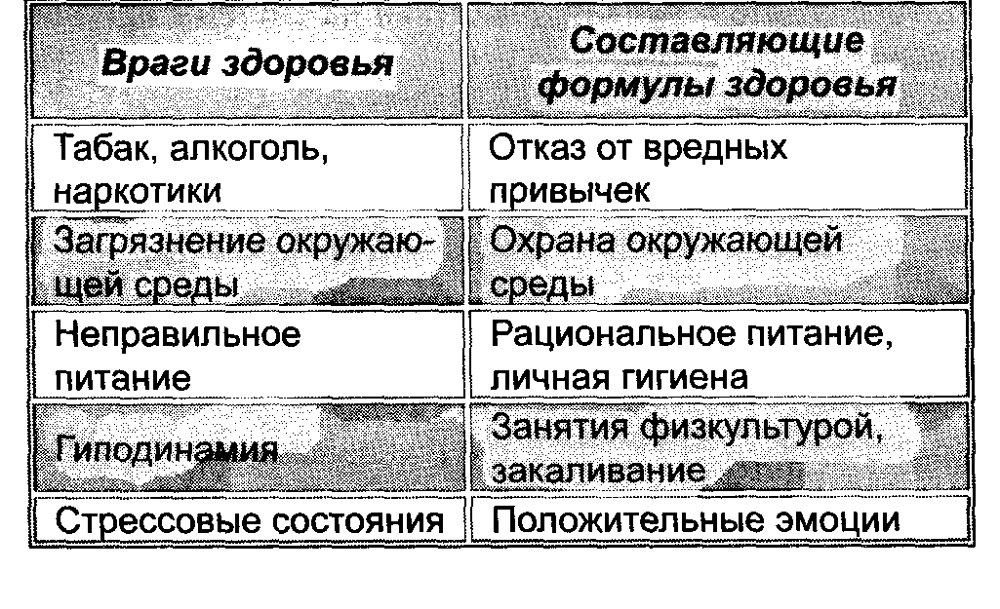 Враги здоровья
Составляющие
формулы здоровья
Табак, алкоголь,
наркотики
Отказ от вредных
привычек
Загрязнение окружаю-
щей среды
Охрана окружающей
среды
Неправильное
питание
Рациональное питание,
личная гигиена
Гиподинамия
Занятия физкультурой,
закаливание
Стрессовые состояния
Положительные эмоции